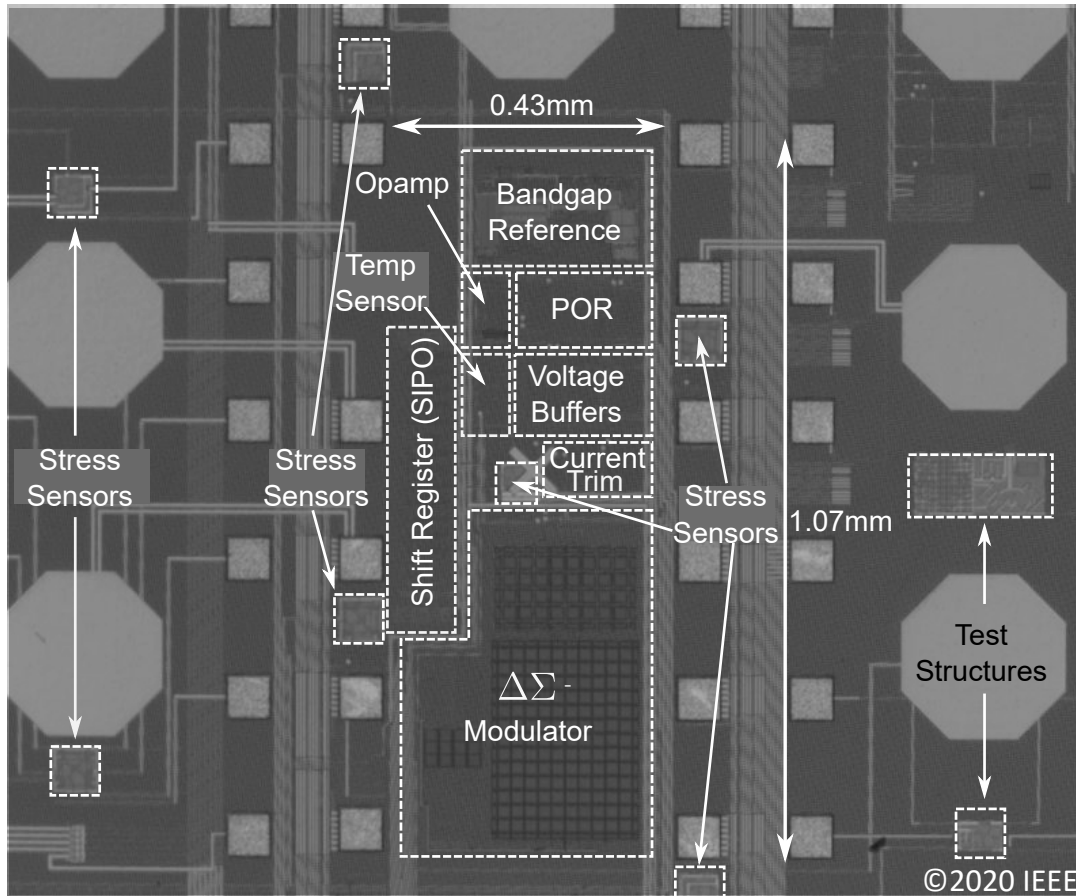 0.43mm
Opamp
Bandgap
Reference
Temp
Sensor
POR
Shift Register (SIPO)
Voltage
Buffers
Current
Trim
Stress
Sensors
Stress
Sensors
Stress
Sensors
1.07mm
ΔΣ-
Modulator
Test
Structures
©2020 IEEE